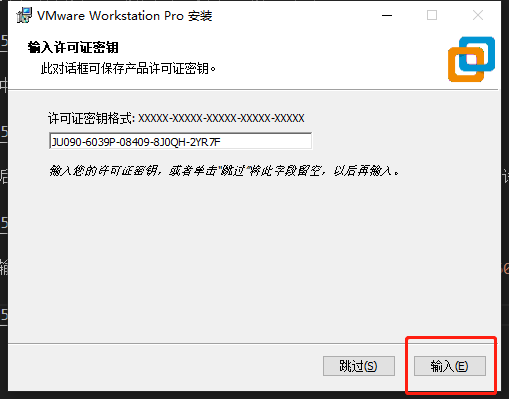 VMware Workstation Pro 安装
输入许可证密钥
此对话框可保存产品许可证密钥。
许可证密钥格式: XXXXX-XXXXX-XXXXX-XXXXX-XXXXX
JU090-6039P-08409-8J0QH-2YR7F
输入您的许可证密钥，或者单击“跳过”将此字段留空，以后再输入。
跳过(S)
输入(E)